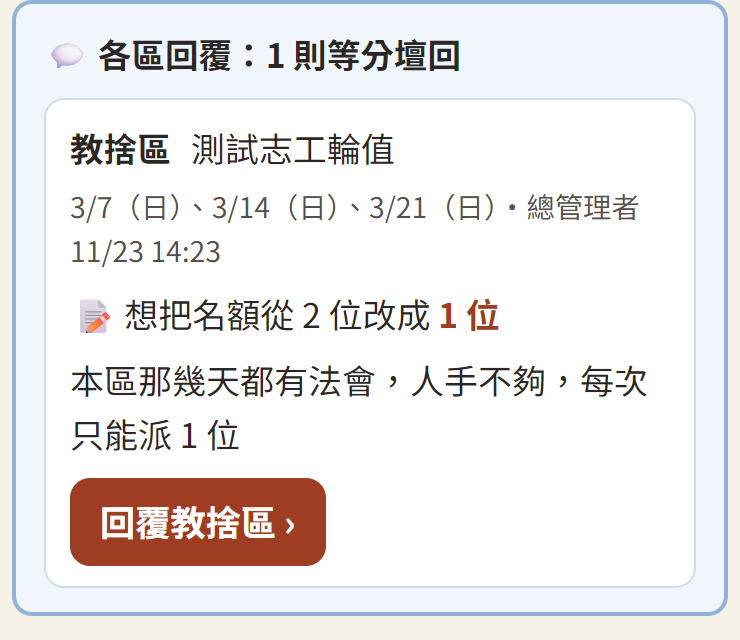 各區回覆：1 則等分壇回
教捨區 測試志工輪值
3/7（日）、3/14（日）、3/21（日）・總管理者
11/23 14:23
想把名額從 2 位改成 1 位
本區那幾天都有法會，人手不夠，每次
只能派 1 位
回覆教捨區 ›